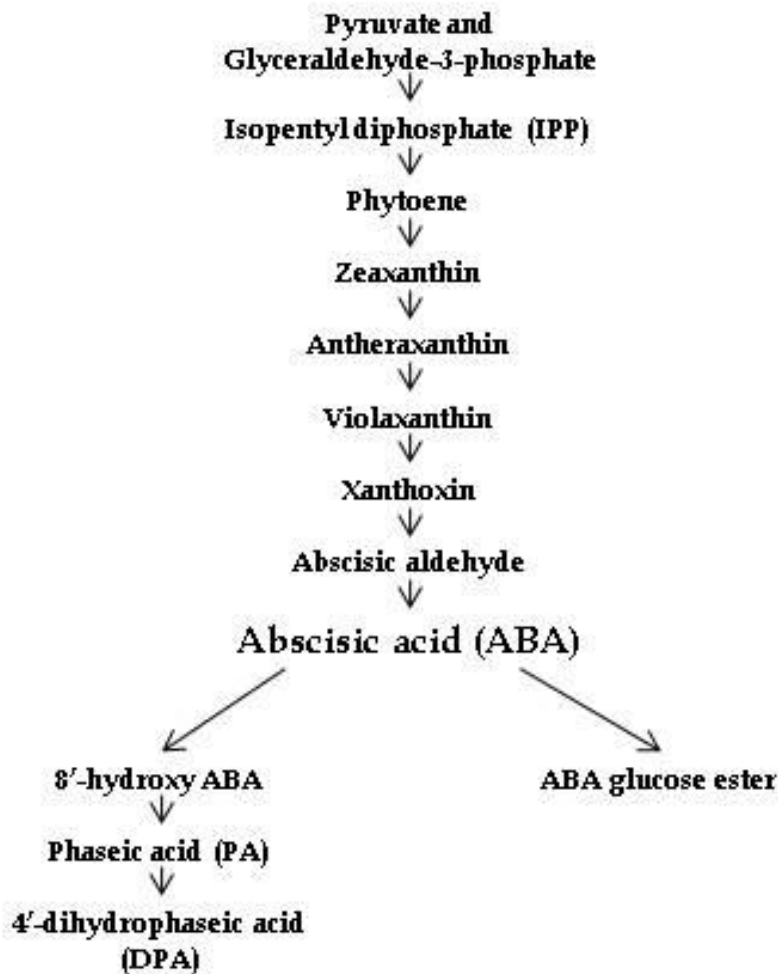 Pyruvate and
Glyceraldehyde-3-phosphate
Isopentyl diphosphate (IPP)
Phytoene
Zeaxanthin
Antheraxanthin
Violaxanthin
Xanthoxin
Abscisic aldehyde
Abscisic acid (ABA)
8′-hydroxy ABA
ABA glucose ester
Phaseic acid (PA)
4′-dihydrophaseic acid
(DPA)